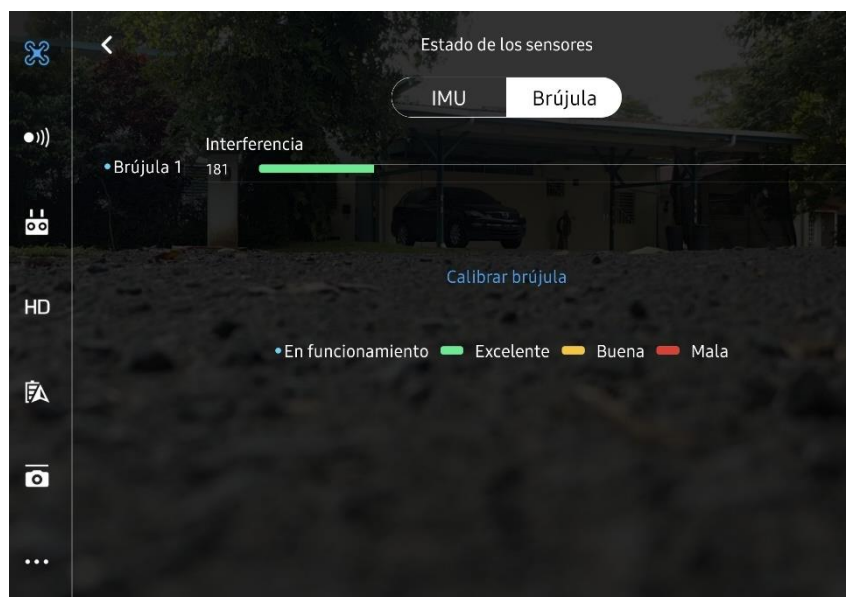 Estado de los sensores
IMU Brújula
Interferencia
Brújula 1 181
Calibrar brújula
En funcionamiento Excelente Buena Mala
HD